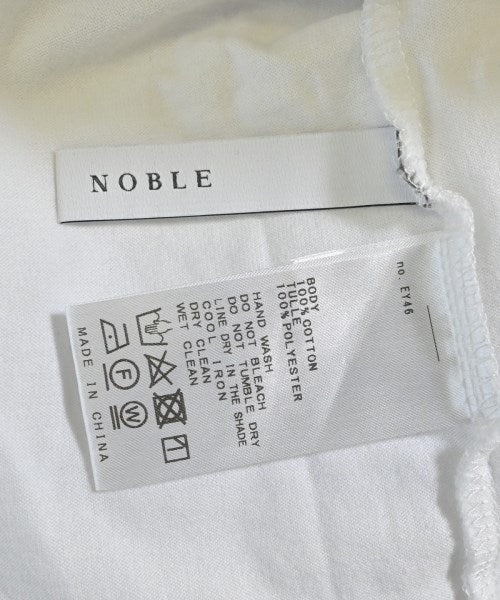 NOBLE
no. EY46
BODY
100% COTTON
TULLE
100% POLYESTER
HAND WASH
DO NOT BLEACH
DO NOT TUMBLE DRY
LINE DRY IN THE SHADE
COOL IRON
DRY CLEAN
WET CLEAN
F
W
MADE IN CHINA